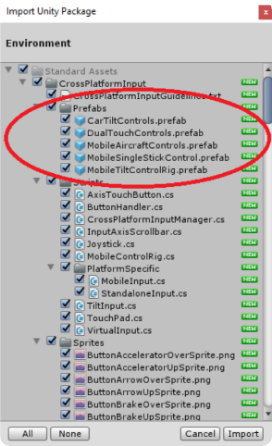 Import Unity Package
x
Environment
Standard Assets
CrossPlatformInput NEW
CrossPlatformInputGuidelines.txt NEW
Prefabs NEW
CarTiltControls.prefab NEW
DualTouchControls.prefab NEW
MobileAircraftControls.prefab NEW
MobileSingleStickControl.prefab NEW
MobileTiltControlRig.prefab NEW
Scripts NEW
AxisTouchButton.cs NEW
ButtonHandler.cs NEW
CrossPlatformInputManager.cs NEW
InputAxisScrollbar.cs NEW
Joystick.cs NEW
MobileControlRig.cs NEW
PlatformSpecific NEW
MobileInput.cs NEW
StandaloneInput.cs NEW
TiltInput.cs NEW
TouchPad.cs NEW
VirtualInput.cs NEW
Sprites NEW
ButtonAcceleratorOverSprite.png NEW
ButtonAcceleratorUpSprite.png NEW
ButtonArrowOverSprite.png NEW
ButtonArrowUpSprite.png NEW
ButtonBrakeOverSprite.png NEW
ButtonBrakeUpSprite.png NEW
All None Cancel Import